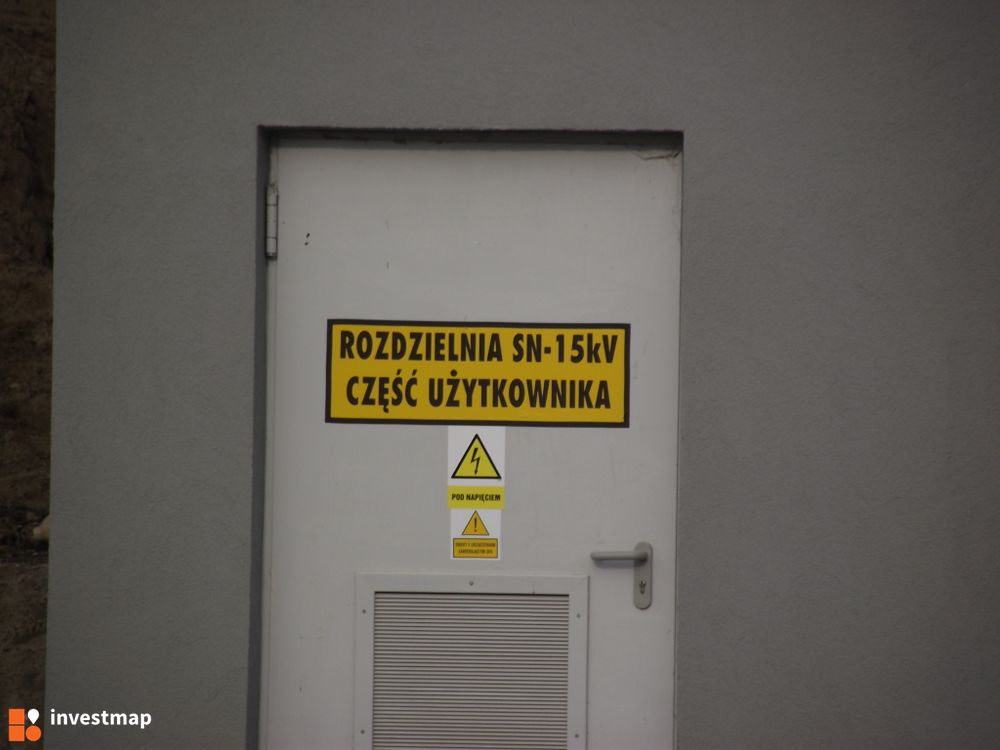 ROZDZIELNIA SN-15kV
CZĘŚĆ UŻYTKOWNIKA
POD NAPIĘCIEM
investmap